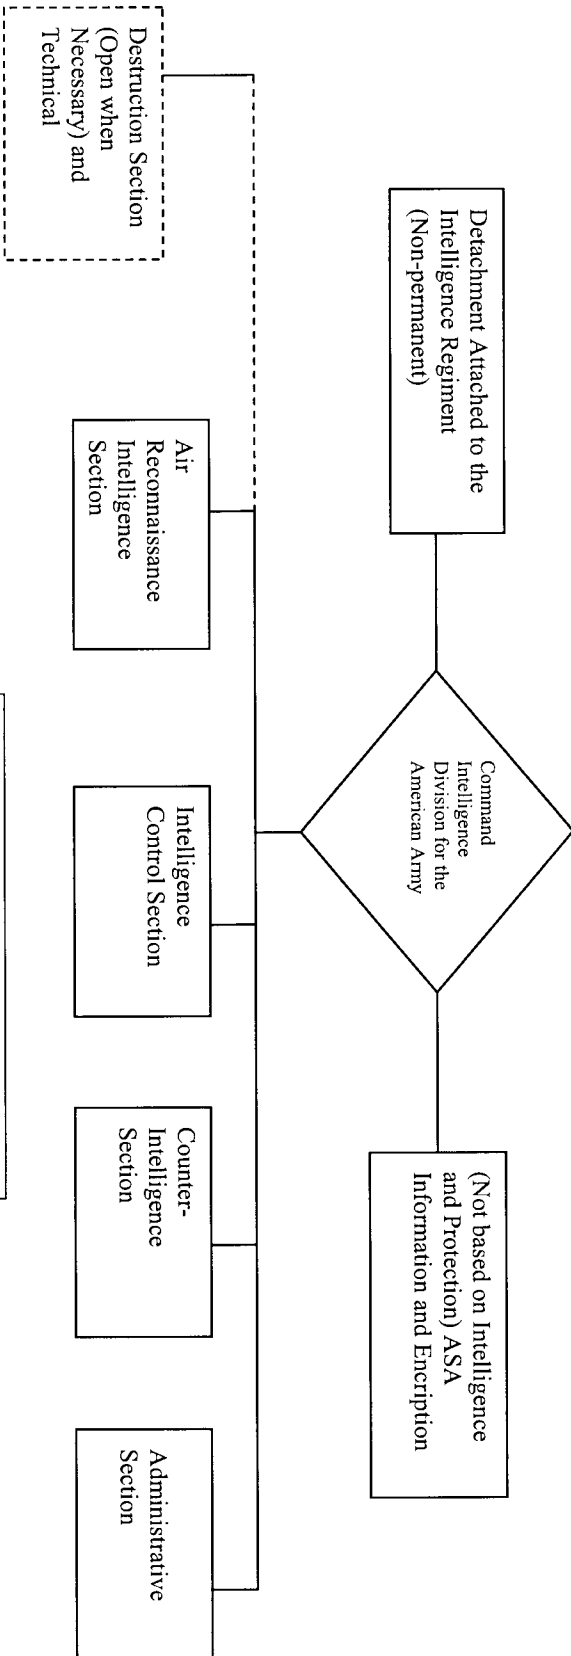 Detachment Attached to the
Intelligence Regiment
(Non-permanent)
Command
Intelligence
Division for the
American Army
(Not based on Intelligence
and Protection) ASA
Information and Encription
Destruction Section
(Open when
Necessary) and
Technical
Air
Reconnaissance
Intelligence
Section
Intelligence
Control Section
Counter-
Intelligence
Section
Administrative
Section